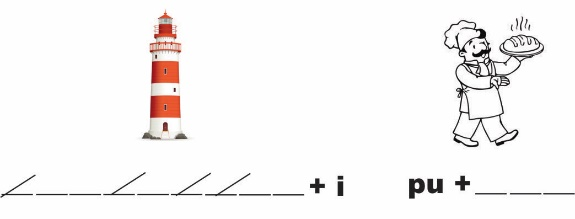 _ _ _ _ _ _ _ _ _ + i pu + _ _ _